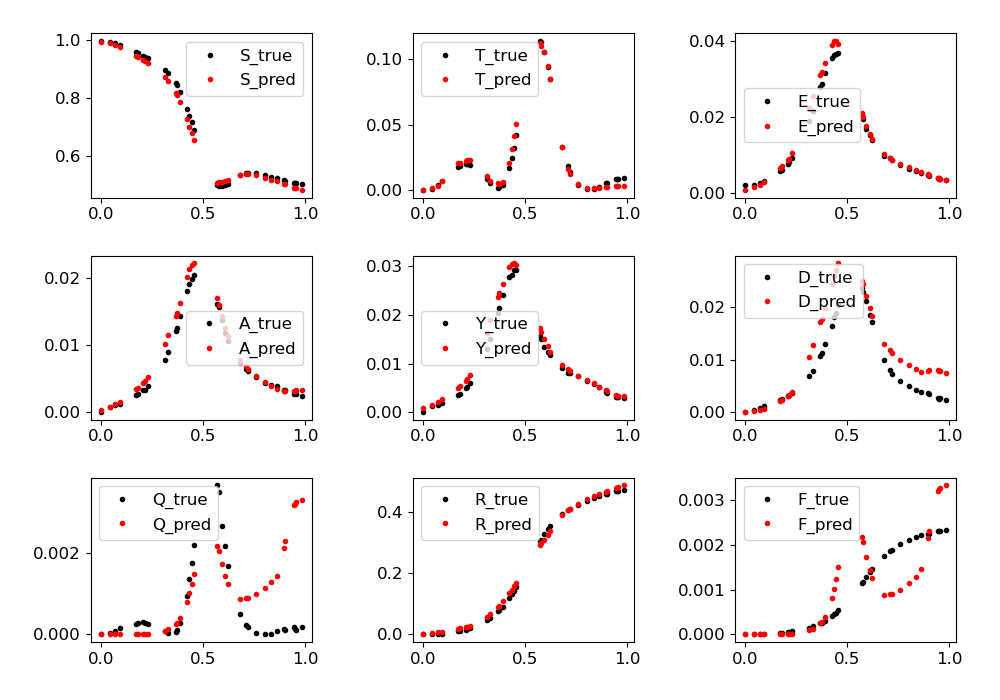 1.0
0.8
0.6
0.0 0.5 1.0
S_true
S_pred
0.10
0.05
0.00
0.0 0.5 1.0
T_true
T_pred
0.04
0.02
0.00
0.0 0.5 1.0
E_true
E_pred
0.02
0.01
0.00
0.0 0.5 1.0
A_true
A_pred
0.03
0.02
0.01
0.00
0.0 0.5 1.0
Y_true
Y_pred
0.02
0.01
0.00
0.0 0.5 1.0
D_true
D_pred
0.002
0.000
0.0 0.5 1.0
Q_true
Q_pred
0.4
0.2
0.0
0.0 0.5 1.0
R_true
R_pred
0.003
0.002
0.001
0.000
0.0 0.5 1.0
F_true
F_pred